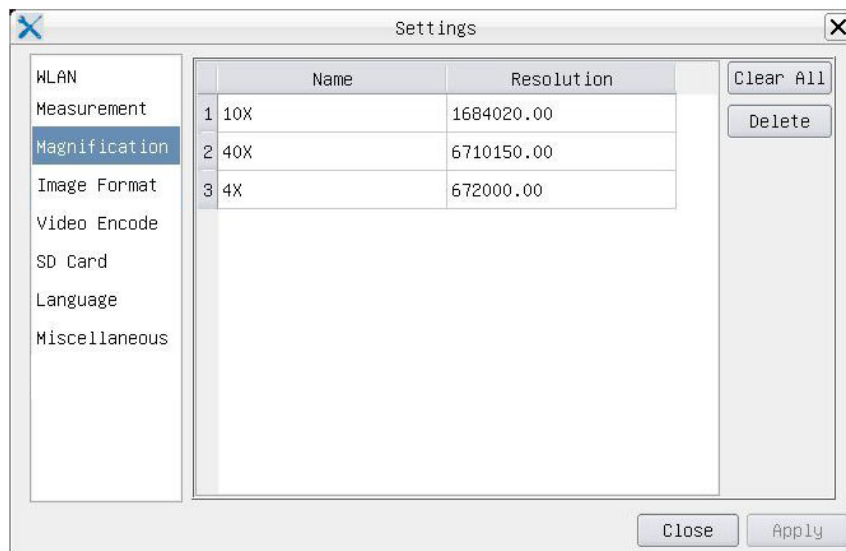 Settings
WLAN
Measurement
Magnification
Image Format
Video Encode
SD Card
Language
Miscellaneous
Name Resolution
1 10X 1684020.00
2 40X 6710150.00
3 4X 672000.00
Clear All
Delete
Close Apply